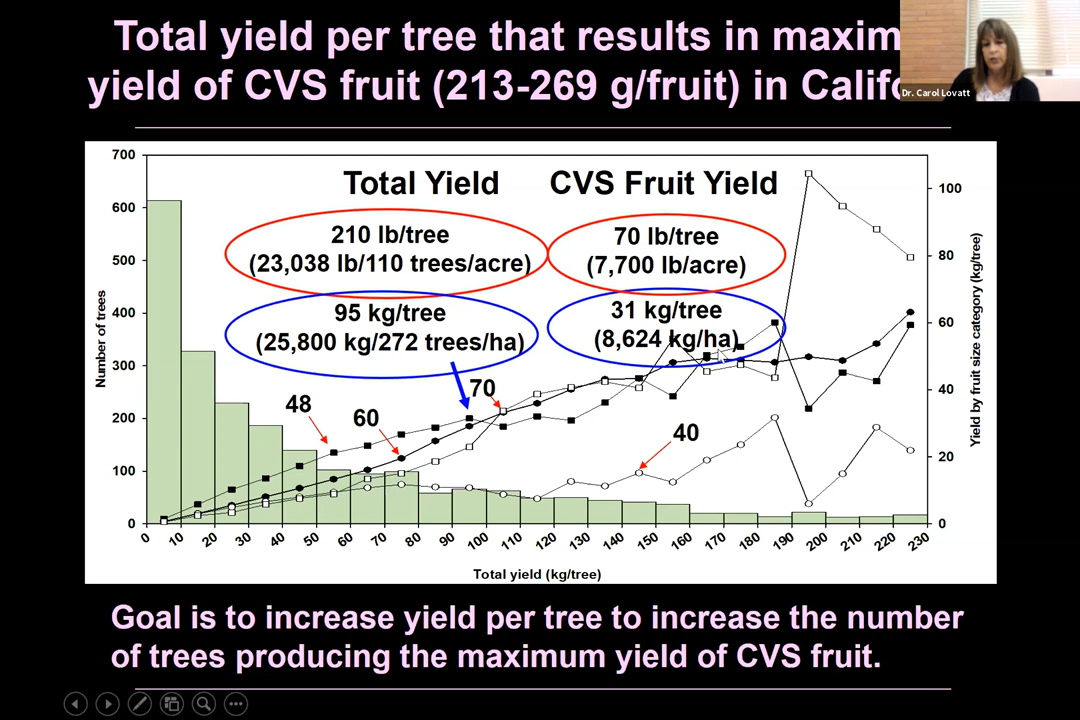 Total yield per tree that results in maxim
yield of CVS fruit (213-269 g/fruit) in Califo
Dr. Carol Lovatt
Total Yield
CVS Fruit Yield
210 lb/tree
(23,038 lb/110 trees/acre)
70 lb/tree
(7,700 lb/acre)
95 kg/tree
(25,800 kg/272 trees/ha)
31 kg/tree
(8,624 kg/ha)
48
60
70
40
Number of trees
700
600
500
400
300
200
100
0
Yield by fruit size category (kg/tree)
100
80
60
40
20
0
0 10 20 30 40 50 60 70 80 90 100 110 120 130 140 150 160 170 180 190 200 210 220 230
Total yield (kg/tree)
Goal is to increase yield per tree to increase the number
of trees producing the maximum yield of CVS fruit.